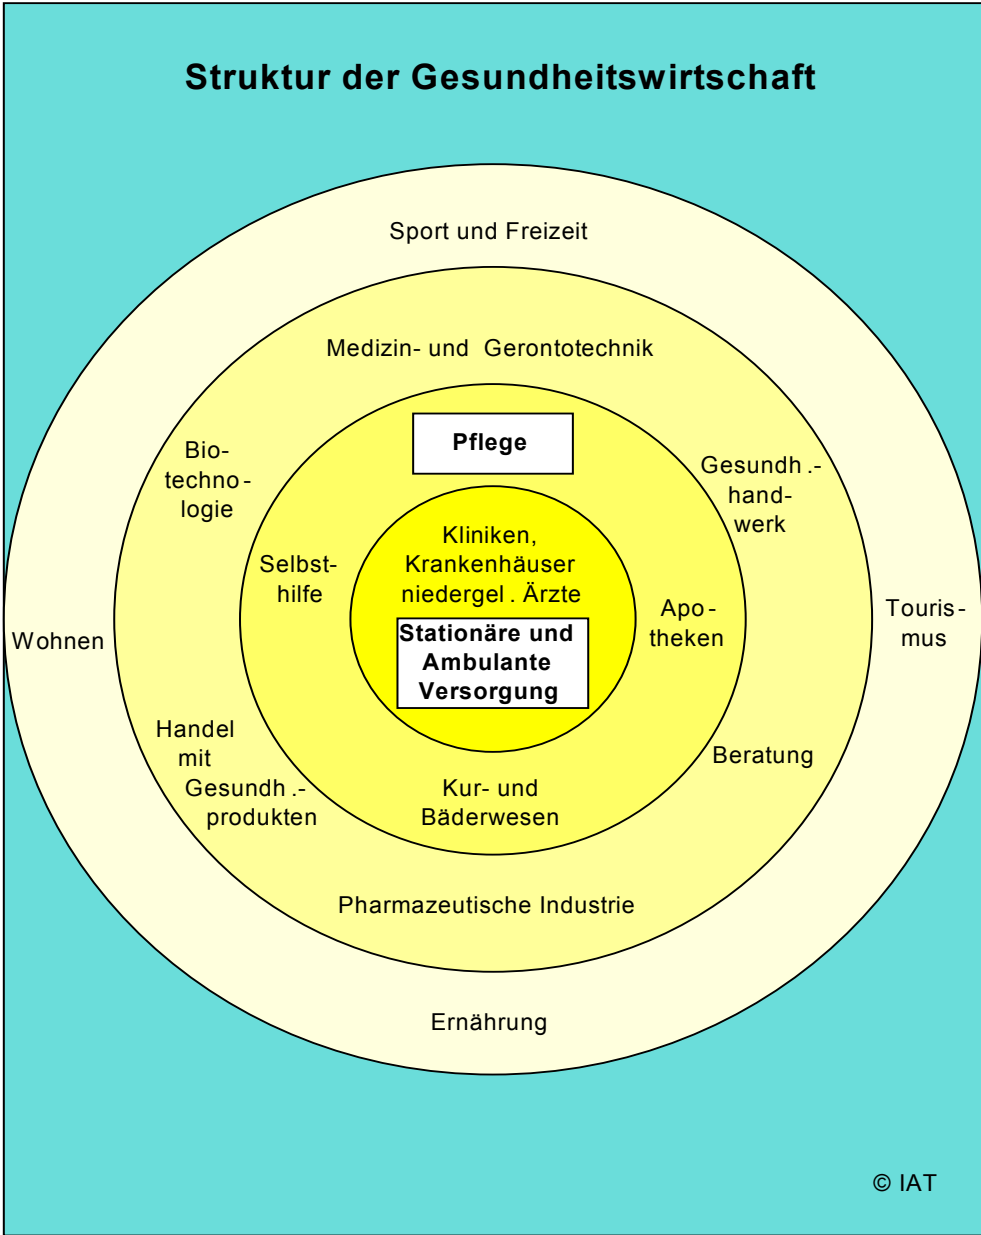 Struktur der Gesundheitswirtschaft
Sport und Freizeit
Medizin- und Gerontotechnik
Pflege
Bio-
techno-
logie
Gesundh.-
hand-
werk
Kliniken,
Krankenhäuser
niedergel. Ärzte
Selbst-
hilfe
Stationäre und
Ambulante
Versorgung
Apo-
theken
Wohnen
Touris-
mus
Handel
mit
Gesundh.-
produkten
Beratung
Kur- und
Bäderwesen
Pharmazeutische Industrie
Ernährung
© IAT